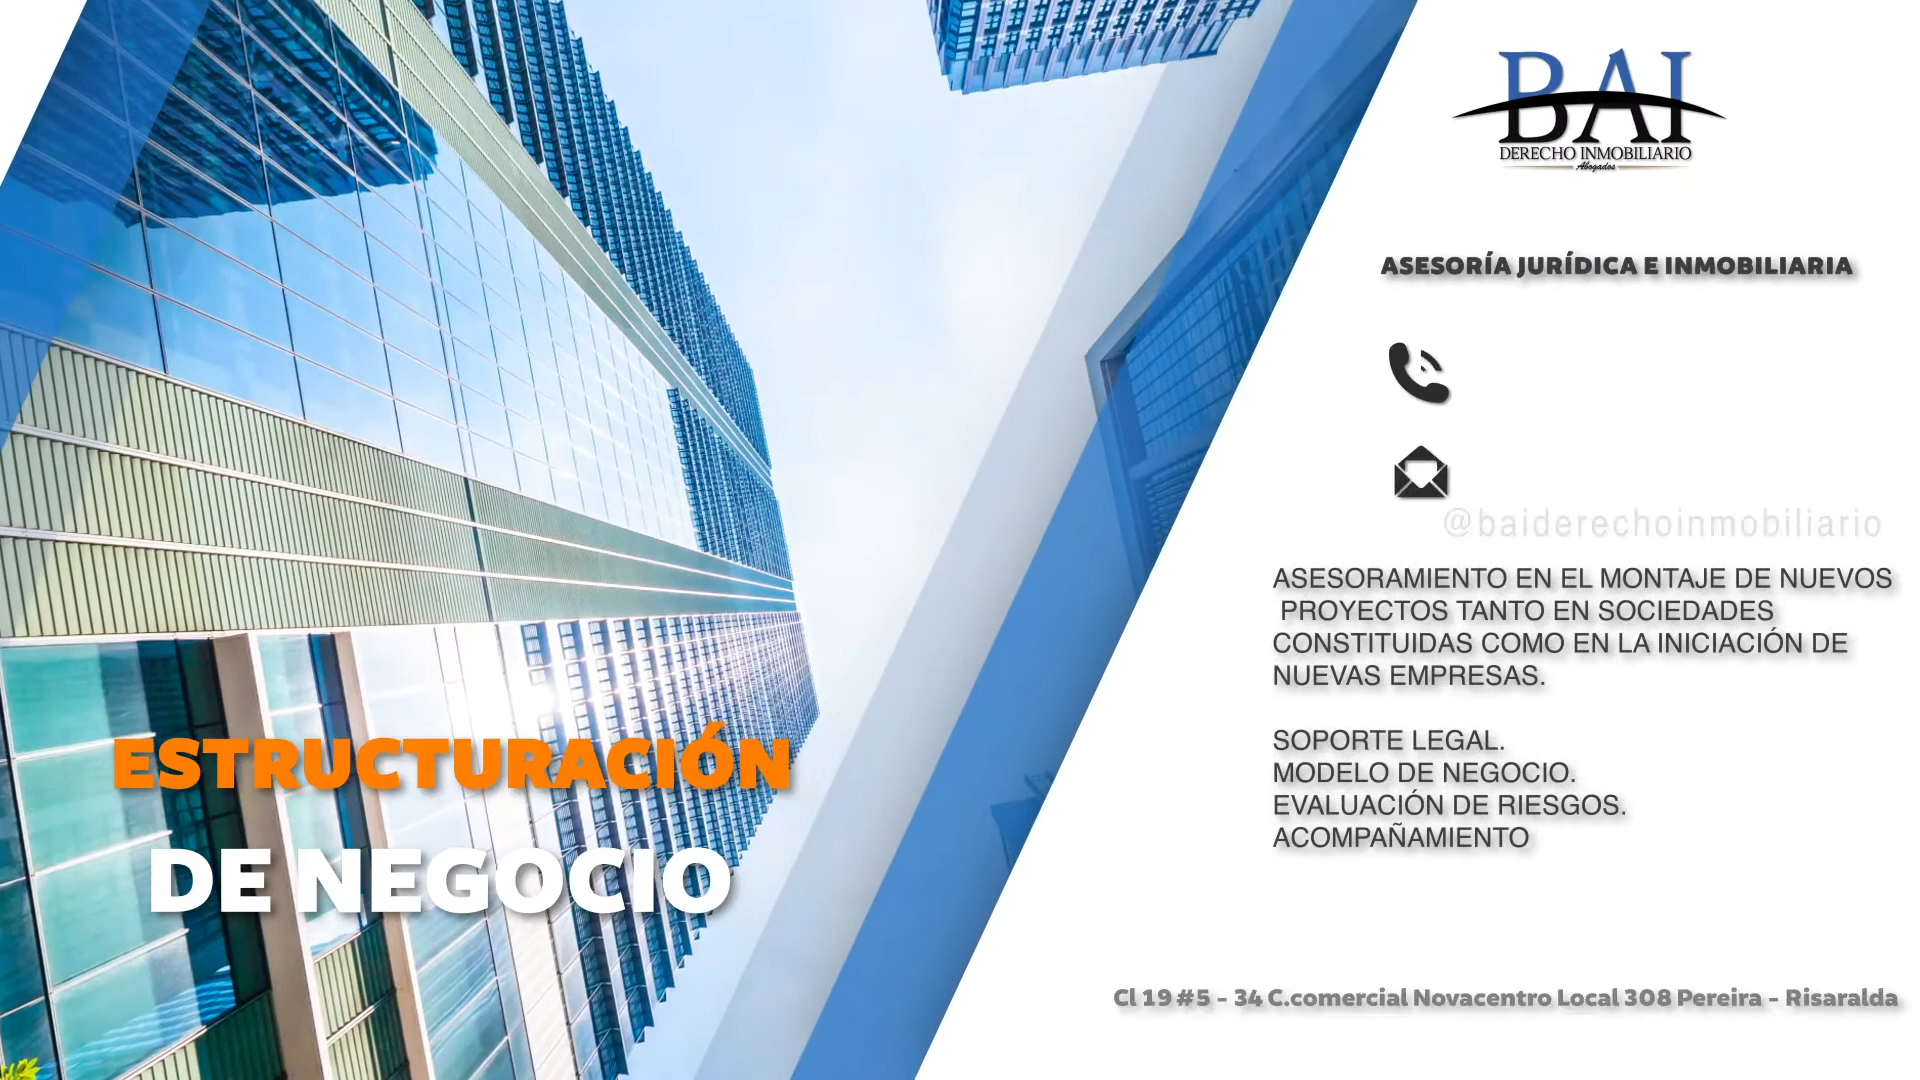 BAI
DERECHO INMOBILIARIO
Abogados
ASESORÍA JURÍDICA E INMOBILIARIA
@baiderechoinmobiliario
ASESORAMIENTO EN EL MONTAJE DE NUEVOS
PROYECTOS TANTO EN SOCIEDADES
CONSTITUIDAS COMO EN LA INICIACIÓN DE
NUEVAS EMPRESAS.
SOPORTE LEGAL.
MODELO DE NEGOCIO.
EVALUACIÓN DE RIESGOS.
ACOMPAÑAMIENTO
ESTRUCTURACIÓN
DE NEGOCIO
Cl 19 #5 - 34 C.comercial Novacentro Local 308 Pereira - Risaralda